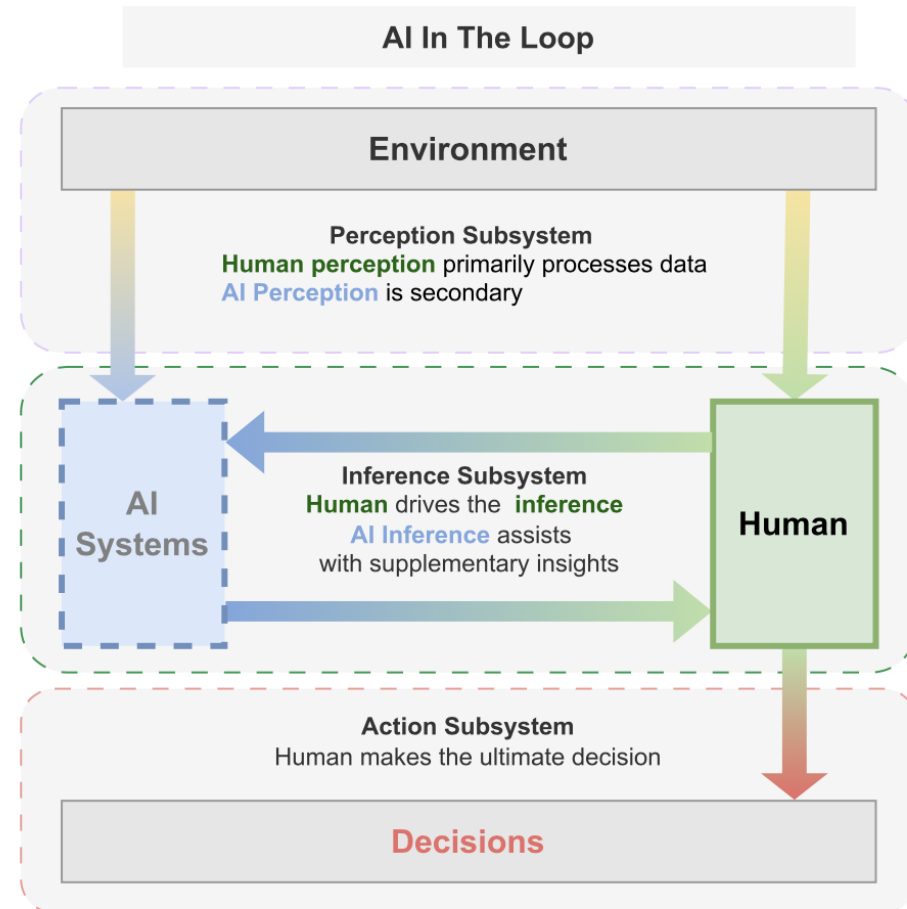 AI In The Loop
Environment
Perception Subsystem
Human perception primarily processes data
AI Perception is secondary
AI
Systems
Inference Subsystem
Human drives the inference
AI Inference assists
with supplementary insights
Human
Action Subsystem
Human makes the ultimate decision
Decisions